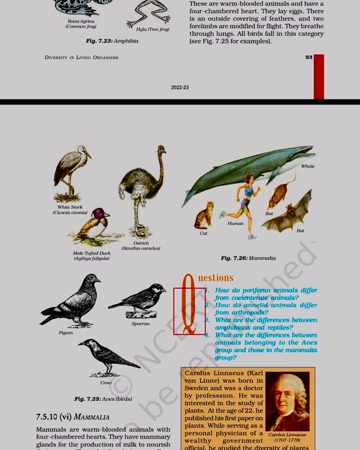 Rana tigrina
(Common frog)
Hyla (Tree frog)
Fig. 7.23: Amphibia
These are warm-blooded animals and have a
four-chambered heart. They lay eggs. There
is an outside covering of feathers, and two
forelimbs are modified for flight. They breathe
through lungs. All birds fall in this category
(see Fig. 7.25 for examples).
DIVERSITY IN LIVING ORGANISMS
93
2022-23
White Stork
(Ciconia ciconia)
Ostrich
(Struthio camelus)
Male Tufted Duck
(Aythya fuligula)
Whale
Human
Rat
Cat
Bat
Fig. 7.26: Mammalia
Pigeon
Sparrow
Crow
Fig. 7.25: Aves (birds)
Questions
1. How do poriferan animals differ
from coelenterate animals?
2. How do annelid animals differ
from arthropods?
3. What are the differences between
amphibians and reptiles?
4. What are the differences between
animals belonging to the Aves
group and those in the mammalia
group?
7.5.10 (vi) MAMMALIA
Mammals are warm-blooded animals with
four-chambered hearts. They have mammary
glands for the production of milk to nourish
Carolus Linnaeus (Karl
von Linne) was born in
Sweden and was a doctor
by professsion. He was
interested in the study of
plants. At the age of 22, he
published his first paper on
plants. While serving as a
personal physician of a
wealthy government
official, he studied the diversity of plants
Carolus Linnaeus
(1707-1778)